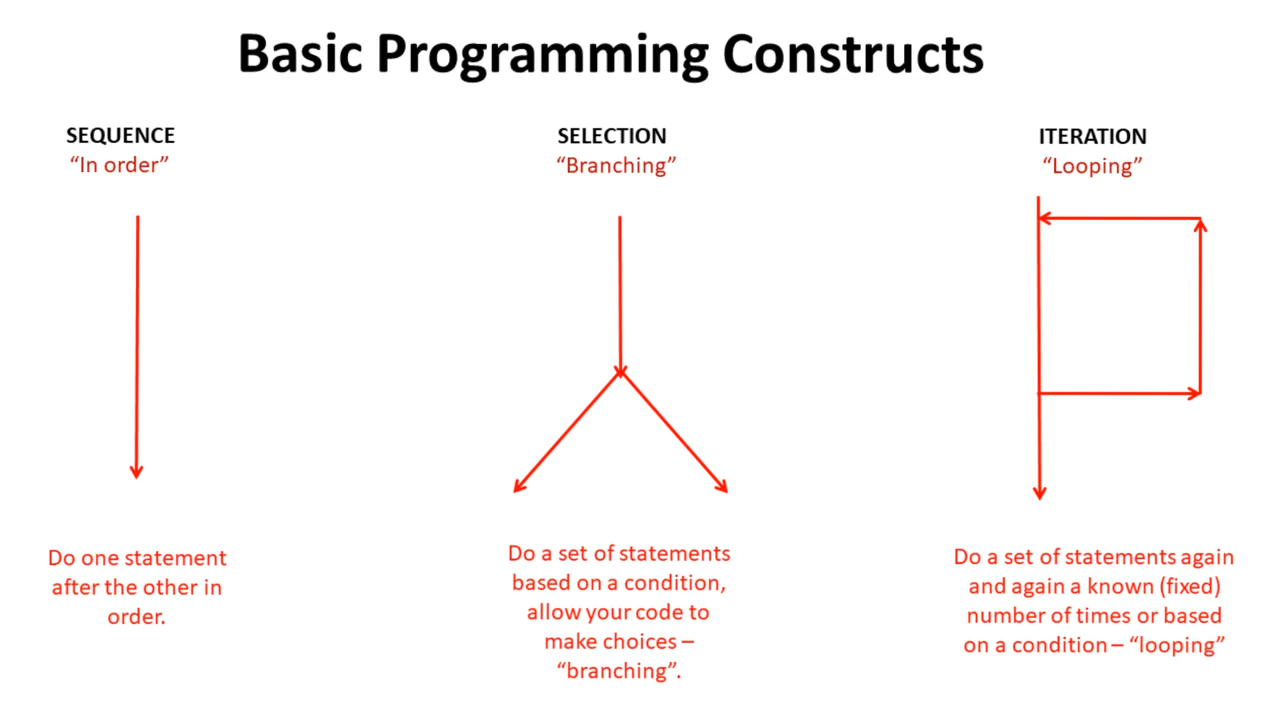 Basic Programming Constructs
SEQUENCE
“In order”
Do one statement
after the other in
order.
SELECTION
“Branching”
Do a set of statements
based on a condition,
allow your code to
make choices –
“branching”.
ITERATION
“Looping”
Do a set of statements again
and again a known (fixed)
number of times or based
on a condition – “looping”